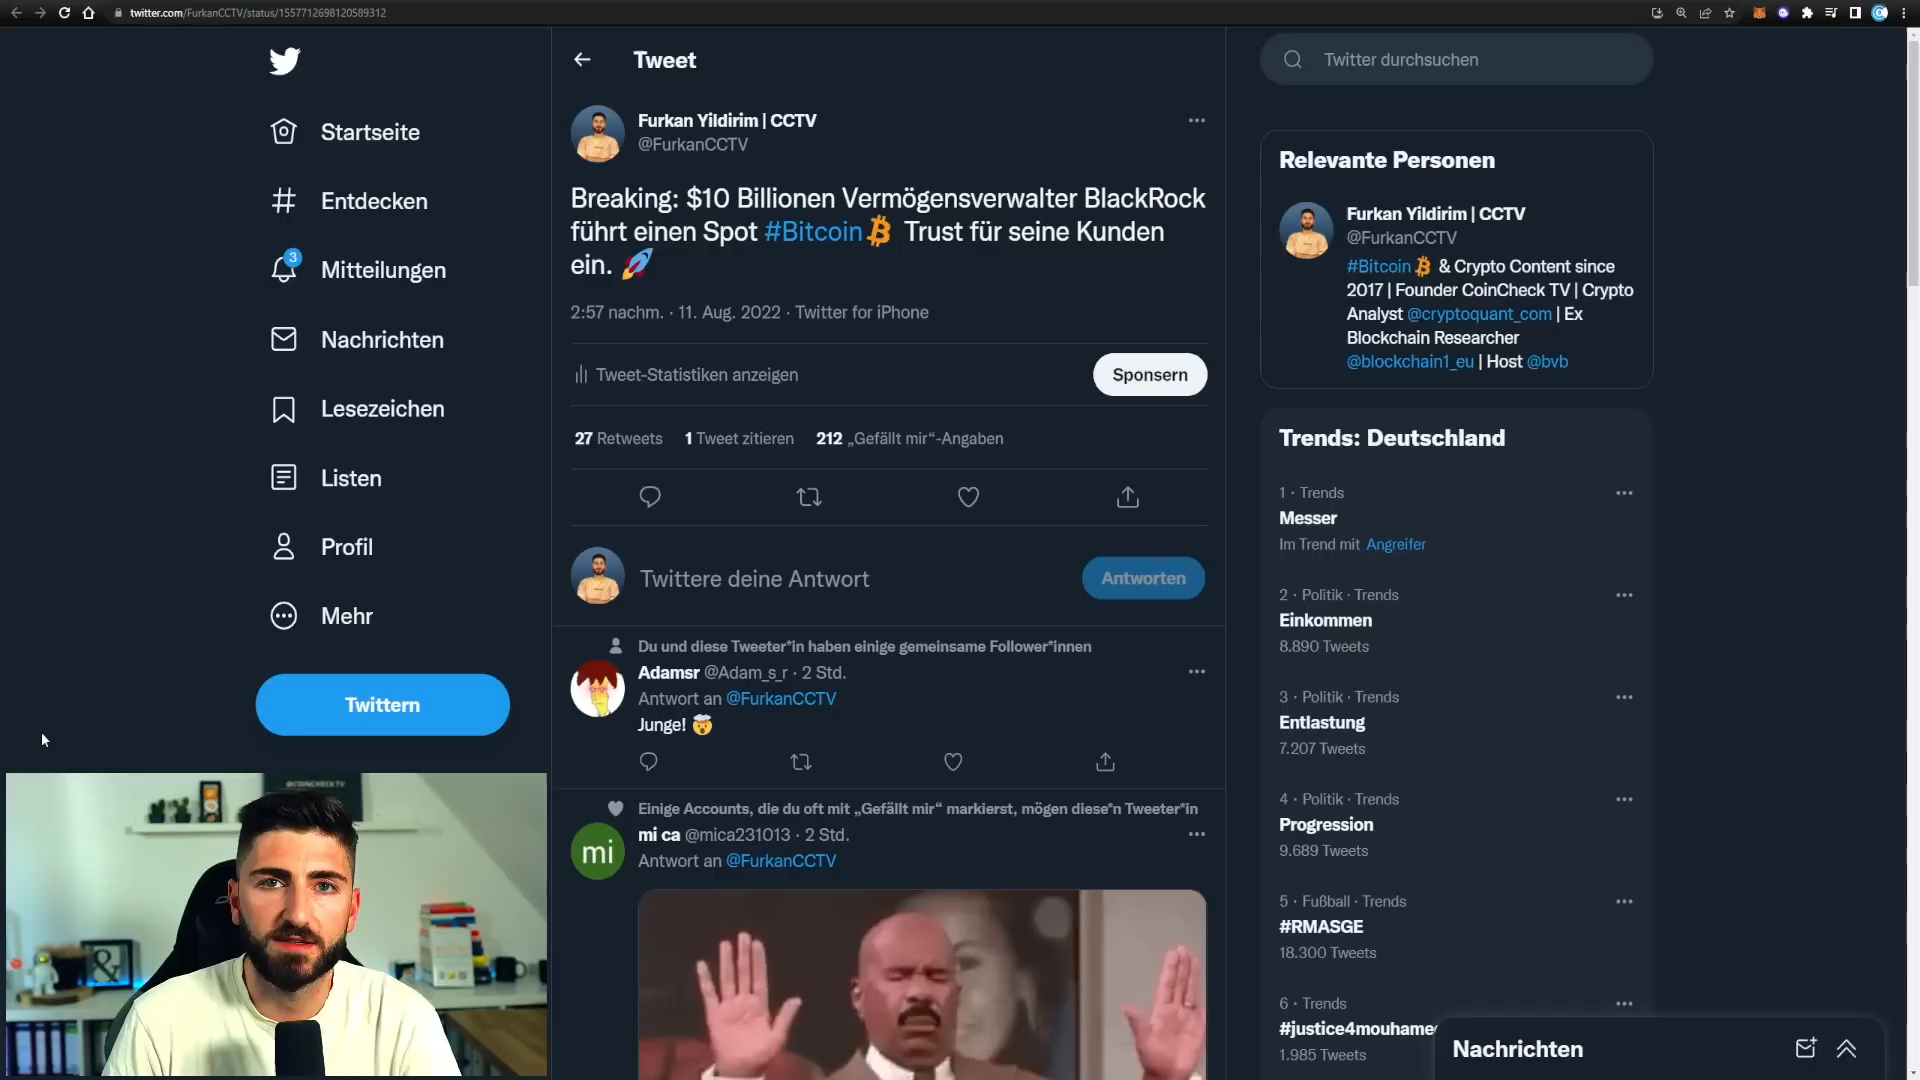 twitter.com/FurkanCCTV/status/1557712698120589312
Startseite
Entdecken
3
Mitteilungen
Nachrichten
Lesezeichen
Listen
Profil
Mehr
Twittern
@COINCHECK TV
&
Tweet
Furkan Yildirim | CCTV
@FurkanCCTV
Breaking: $10 Billionen Vermögensverwalter BlackRock
führt einen Spot #Bitcoin Trust für seine Kunden
ein. 🚀
2:57 nachm. · 11. Aug. 2022 · Twitter for iPhone
Tweet-Statistiken anzeigen
Sponsern
27 Retweets 1 Tweet zitieren 212 „Gefällt mir“-Angaben
Twittere deine Antwort
Antworten
Du und diese Tweeter*in haben einige gemeinsame Follower*innen
Adamsr @Adam_s_r · 2 Std.
Antwort an @FurkanCCTV
Junge! 🤯
Einige Accounts, die du oft mit „Gefällt mir“ markierst, mögen diese*n Tweeter*in
mi
mi ca @mica231013 · 2 Std.
Antwort an @FurkanCCTV
Twitter durchsuchen
Relevante Personen
Furkan Yildirim | CCTV
@FurkanCCTV
#Bitcoin & Crypto Content since
2017 | Founder CoinCheck TV | Crypto
Analyst @cryptoquant_com | Ex
Blockchain Researcher
@blockchain1_eu | Host @bvb
Trends: Deutschland
1 · Trends
Messer
Im Trend mit Angreifer
2 · Politik · Trends
Einkommen
8.890 Tweets
3 · Politik · Trends
Entlastung
7.207 Tweets
4 · Politik · Trends
Progression
9.689 Tweets
5 · Fußball · Trends
#RMASGE
18.300 Tweets
6 · Trends
#justice4mouhame
1.985 Tweets
Nachrichten